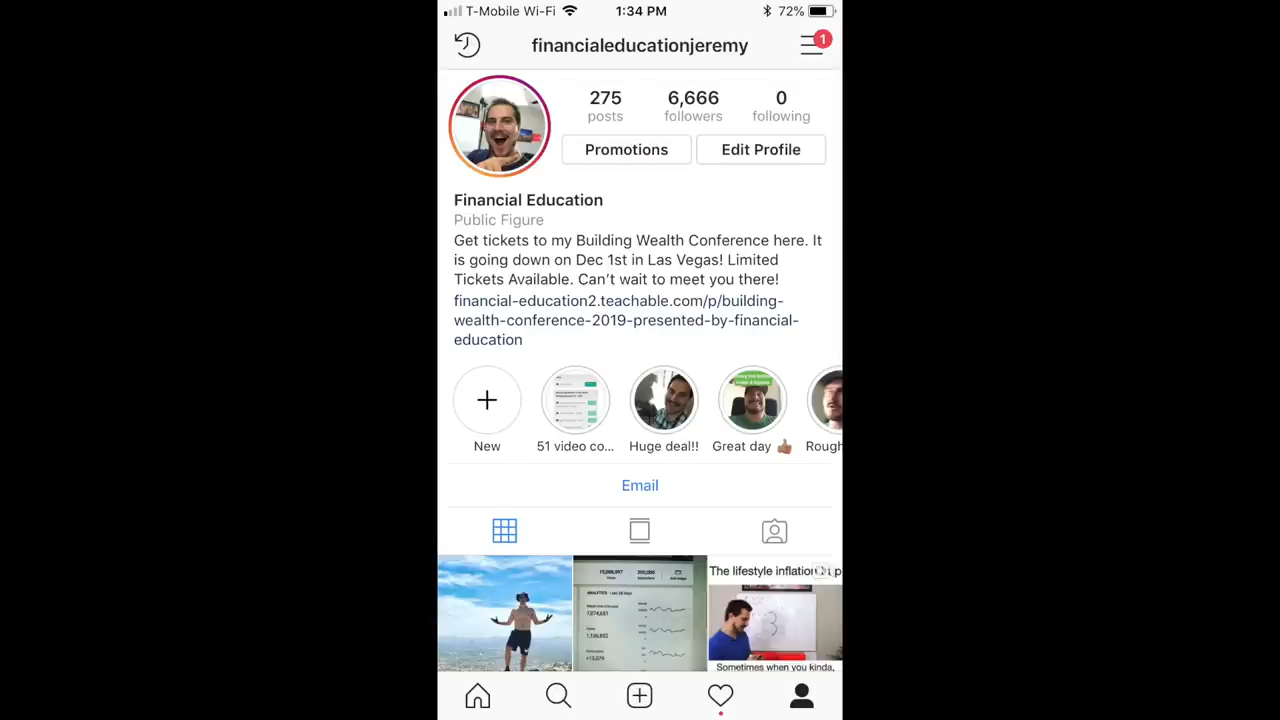 T-Mobile Wi-Fi 1:34 PM 72%
financialeducationjeremy 1
275 6,666 0
posts followers following
Promotions Edit Profile
Financial Education
Public Figure
Get tickets to my Building Wealth Conference here. It
is going down on Dec 1st in Las Vegas! Limited
Tickets Available. Can’t wait to meet you there!
financial-education2.teachable.com/p/building-
wealth-conference-2019-presented-by-financial-
education
New 51 video co... Huge deal!! Great day Rough
Email
The lifestyle inflation
3
Sometimes when you kinda,